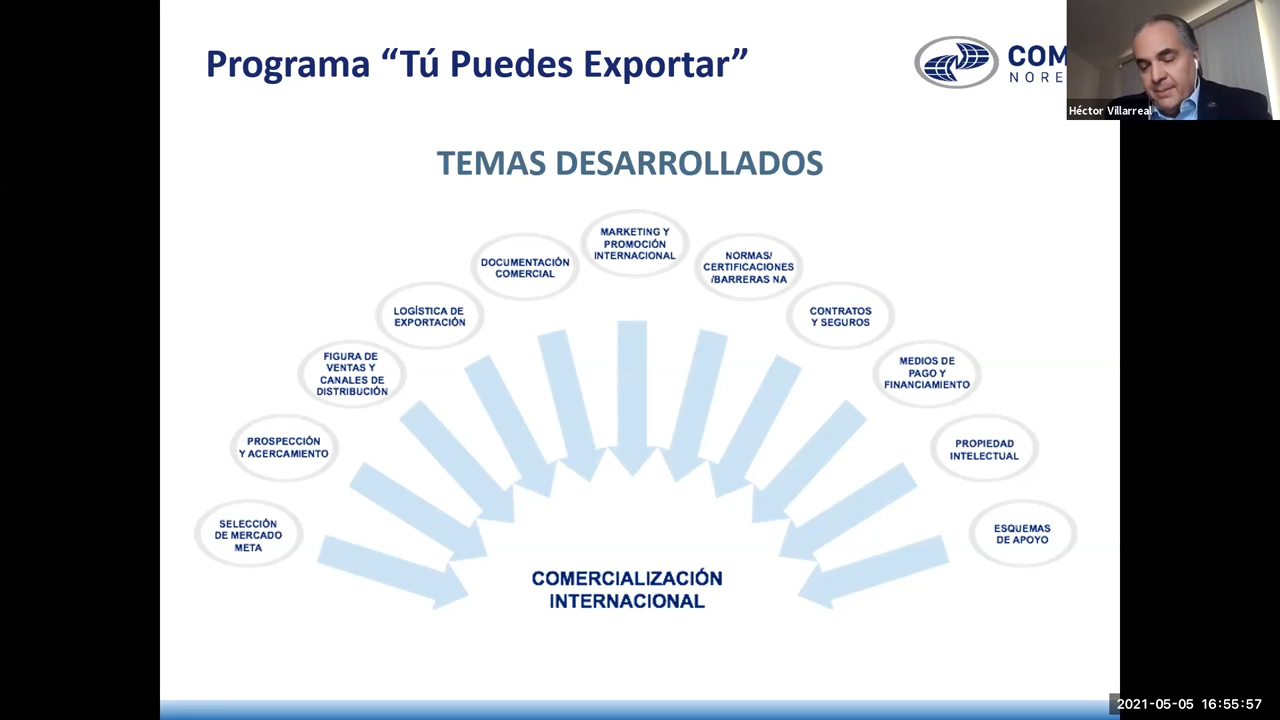 Programa “Tú Puedes Exportar”
NORE
Héctor Villarreal
TEMAS DESARROLLADOS
MARKETING Y
PROMOCIÓN
INTERNACIONAL
DOCUMENTACIÓN
COMERCIAL
NORMAS/
CERTIFICACIONES
/BARRERAS NA
LOGÍSTICA DE
EXPORTACIÓN
CONTRATOS
Y SEGUROS
FIGURA DE
VENTAS Y
CANALES DE
DISTRIBUCIÓN
MEDIOS DE
PAGO Y
FINANCIAMIENTO
PROSPECCIÓN
Y ACERCAMIENTO
PROPIEDAD
INTELECTUAL
SELECCIÓN
DE MERCADO
META
ESQUEMAS
DE APOYO
COMERCIALIZACIÓN
INTERNACIONAL
2021-05-05 16:55:57